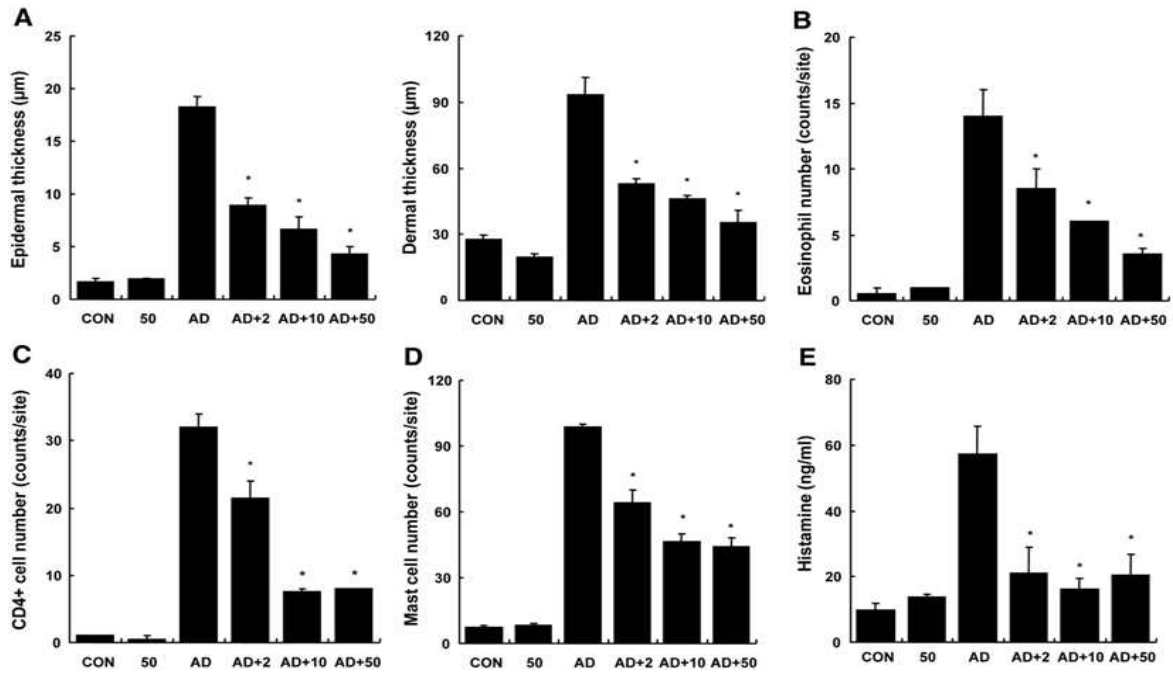 A
Epidermal thickness (μm)
25
20
15
10
5
0
*
*
*
CON 50 AD AD+2 AD+10 AD+50
Dermal thickness (μm)
120
90
60
30
0
*
*
*
CON 50 AD AD+2 AD+10 AD+50
B
Eosinophil number (counts/site)
20
15
10
5
0
*
*
*
CON 50 AD AD+2 AD+10 AD+50
C
CD4+ cell number (counts/site)
40
30
20
10
0
*
*
*
CON 50 AD AD+2 AD+10 AD+50
D
Mast cell number (counts/site)
120
90
60
30
0
*
*
*
CON 50 AD AD+2 AD+10 AD+50
E
Histamine (ng/ml)
80
60
40
20
0
*
*
*
CON 50 AD AD+2 AD+10 AD+50